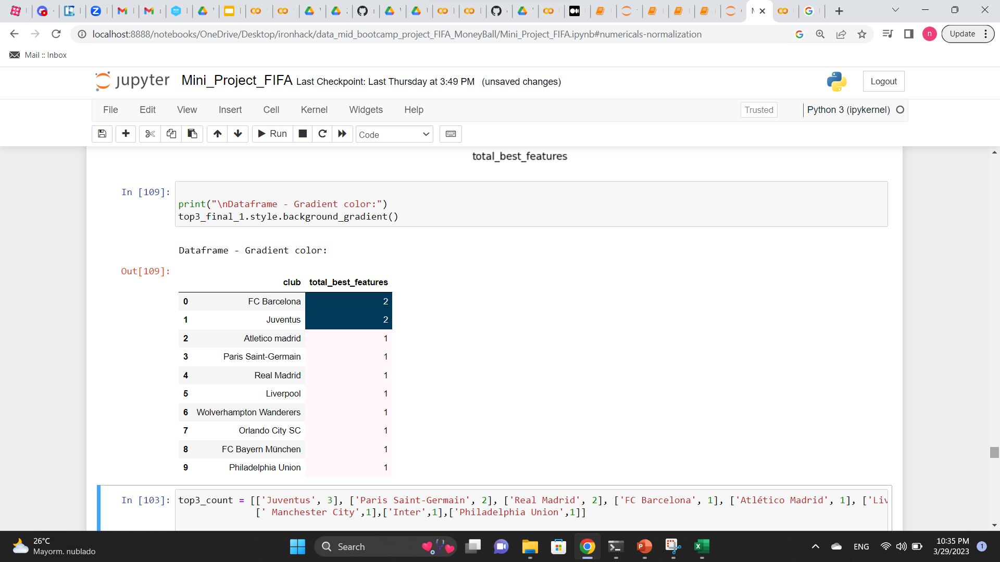 localhost:8888/notebooks/OneDrive/Desktop/ironhack/data_mid_bootcamp_project_FIFA_MoneyBall/Mini_Project_FIFA.ipynb#numericals-normalization
n
Update
Mail :: Inbox
jupyter Mini_Project_FIFA Last Checkpoint: Last Thursday at 3:49 PM (unsaved changes)
Logout
File Edit View Insert Cell Kernel Widgets Help
Trusted
Python 3 (ipykernel)
Run
Code
total_best_features
In [109]:
print("\nDataframe - Gradient color:")
top3_final_1.style.background_gradient()
Dataframe - Gradient color:
Out[109]:
club total_best_features
0 FC Barcelona 2
1 Juventus 2
2 Atletico madrid 1
3 Paris Saint-Germain 1
4 Real Madrid 1
5 Liverpool 1
6 Wolverhampton Wanderers 1
7 Orlando City SC 1
8 FC Bayern München 1
9 Philadelphia Union 1
In [103]: top3_count = [['Juventus', 3], ['Paris Saint-Germain', 2], ['Real Madrid', 2], ['FC Barcelona', 1], ['Atlético Madrid', 1], ['Liv
[' Manchester City',1],['Inter',1],['Philadelphia Union',1]]
26°C
Mayorm. nublado
Search
ENG
10:35 PM
3/29/2023
1